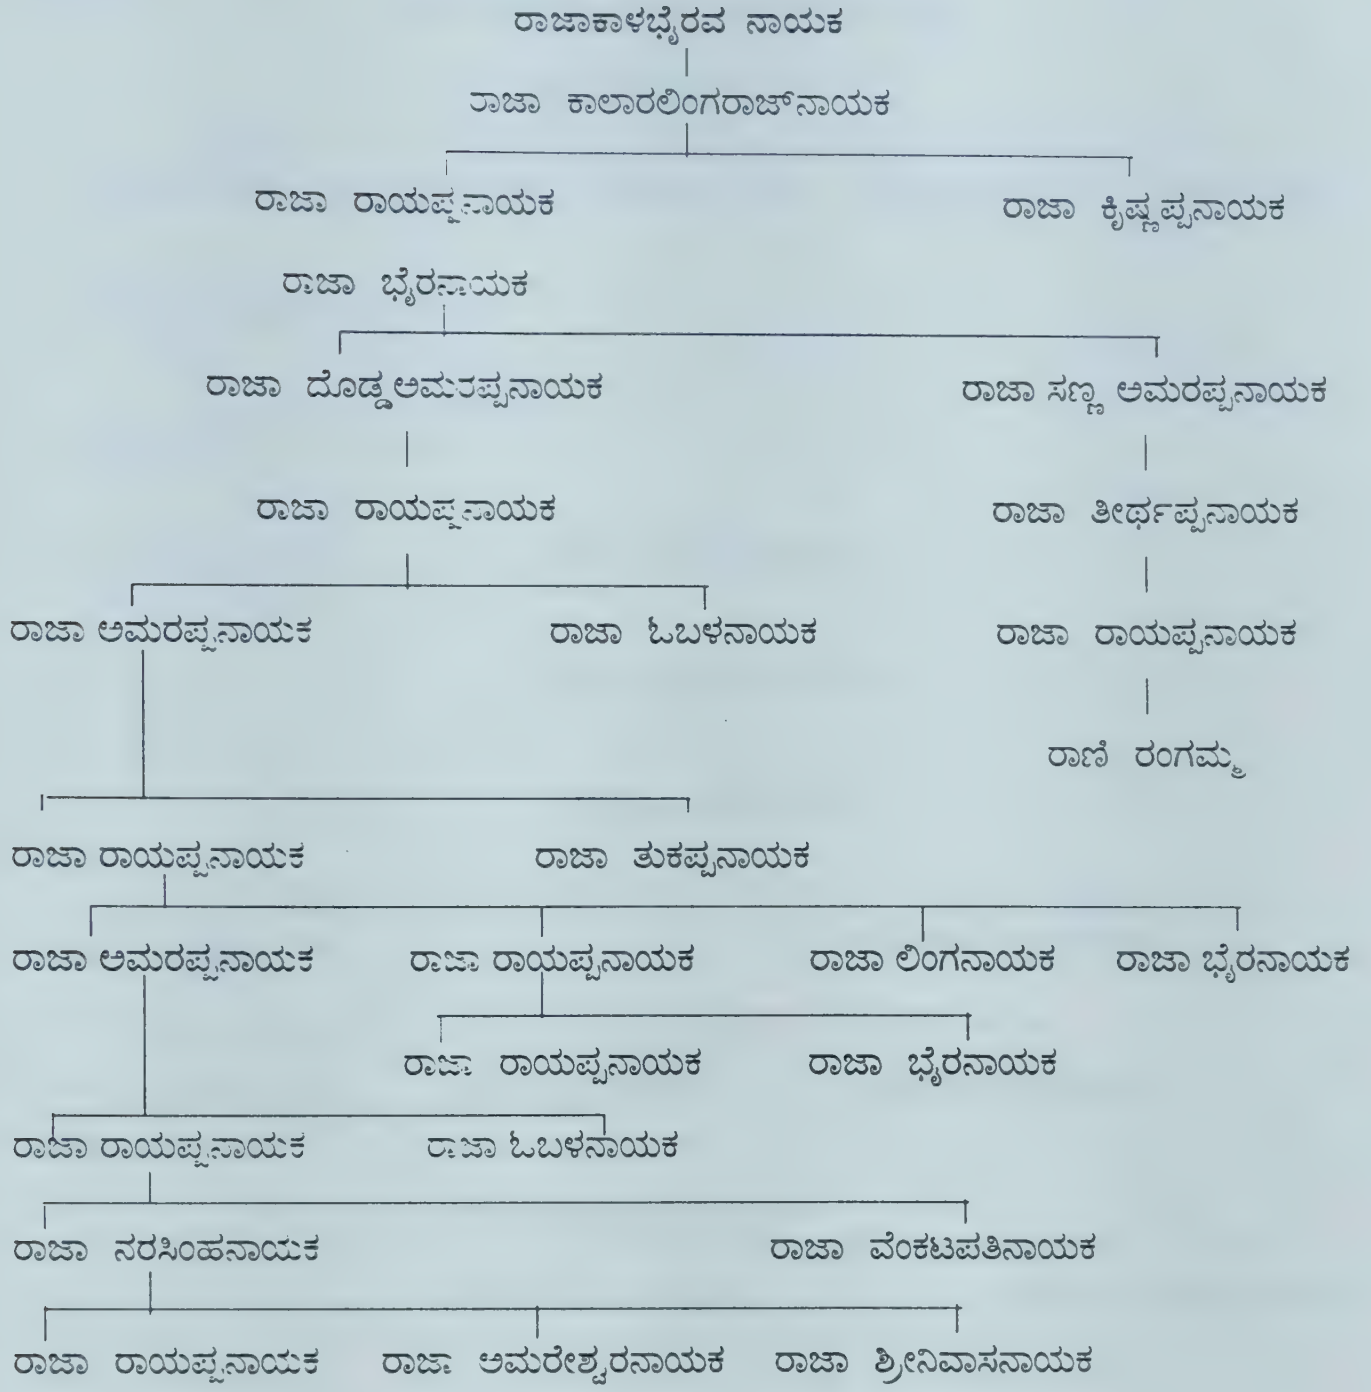 ರಾಜಾಕಾಳಭೈರವ ನಾಯಕ
ರಾಜಾ ಕಾಲಾರಲಿಂಗರಾಜ್‌ನಾಯಕ
ರಾಜಾ ರಾಯಪ್ಪನಾಯಕ ರಾಜಾ ಕೃಿಷ್ಣಪ್ಪನಾಯಕ
ರಾಜಾ ಭೈರನಾಯಕ
ರಾಜಾ ದೊಡ್ಡಅಮರಪ್ಪನಾಯಕ ರಾಜಾ ಸಣ್ಣ ಅಮರಪ್ಪನಾಯಕ
ರಾಜಾ ರಾಯಪ್ಪನಾಯಕ ರಾಜಾ ತೀರ್ಥಪ್ಪನಾಯಕ
ರಾಜಾ ಅಮರಪ್ಪನಾಯಕ ರಾಜಾ ಓಬಳನಾಯಕ ರಾಜಾ ರಾಯಪ್ಪನಾಯಕ
ರಾಣಿ ರಂಗಮ್ಮ
ರಾಜಾ ರಾಯಪ್ಪನಾಯಕ ರಾಜಾ ತುಕಪ್ಪನಾಯಕ
ರಾಜಾ ಅಮರಪ್ಪನಾಯಕ ರಾಜಾ ರಾಯಪ್ಪನಾಯಕ ರಾಜಾ ಲಿಂಗನಾಯಕ ರಾಜಾ ಭೈರನಾಯಕ
ರಾಜಾ ರಾಯಪ್ಪನಾಯಕ ರಾಜಾ ಭೈರನಾಯಕ
ರಾಜಾ ರಾಯಪ್ಪನಾಯಕ ರಾಜಾ ಓಬಳನಾಯಕ
ರಾಜಾ ನರಸಿಂಹನಾಯಕ ರಾಜಾ ವೆಂಕಟಪತಿನಾಯಕ
ರಾಜಾ ರಾಯಪ್ಪನಾಯಕ ರಾಜಾ ಅಮರೇಶ್ವರನಾಯಕ ರಾಜಾ ಶ್ರೀನಿವಾಸನಾಯಕ